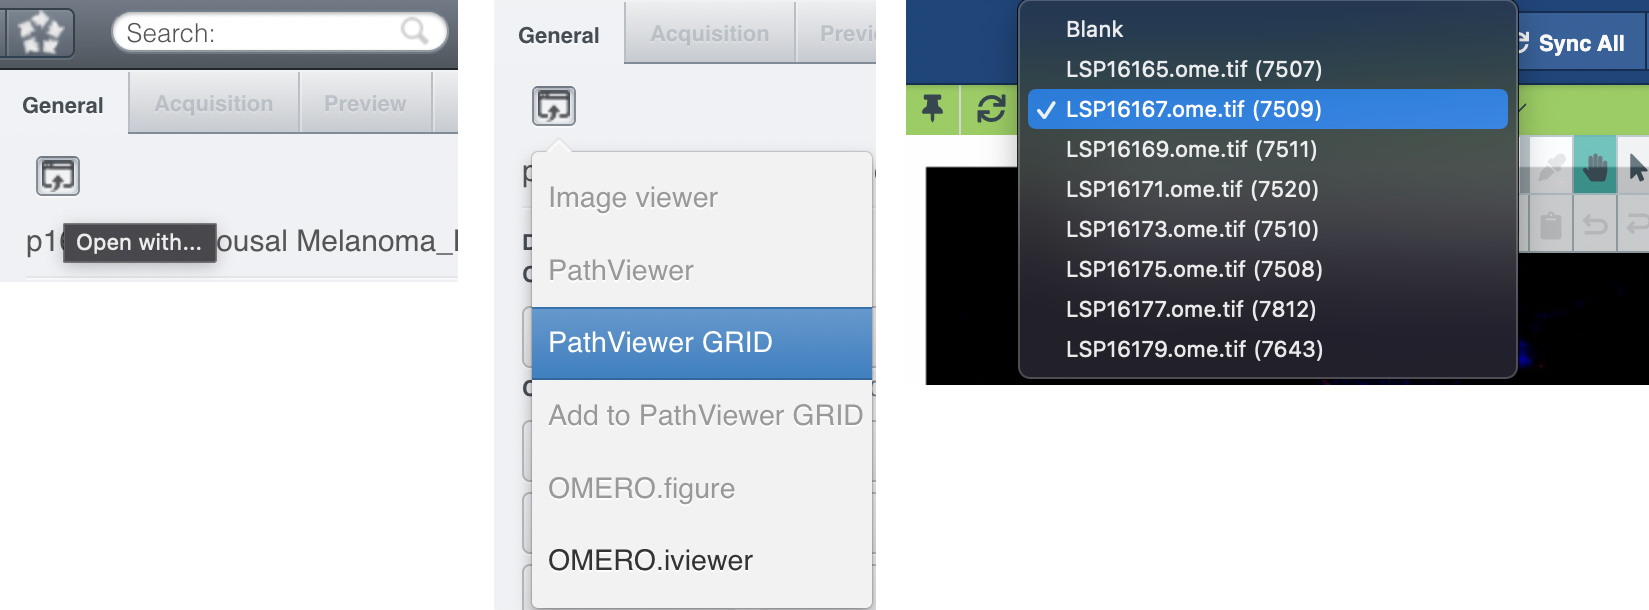 Search:
General
Acquisition
Preview
Open with...
ousal Melanoma_
General
Acquisition
Image viewer
PathViewer
PathViewer GRID
Add to PathViewer GRID
OMERO.figure
OMERO.iviewer
Blank
LSP16165.ome.tif (7507)
LSP16167.ome.tif (7509)
LSP16169.ome.tif (7511)
LSP16171.ome.tif (7520)
LSP16173.ome.tif (7510)
LSP16175.ome.tif (7508)
LSP16177.ome.tif (7812)
LSP16179.ome.tif (7643)
Sync All